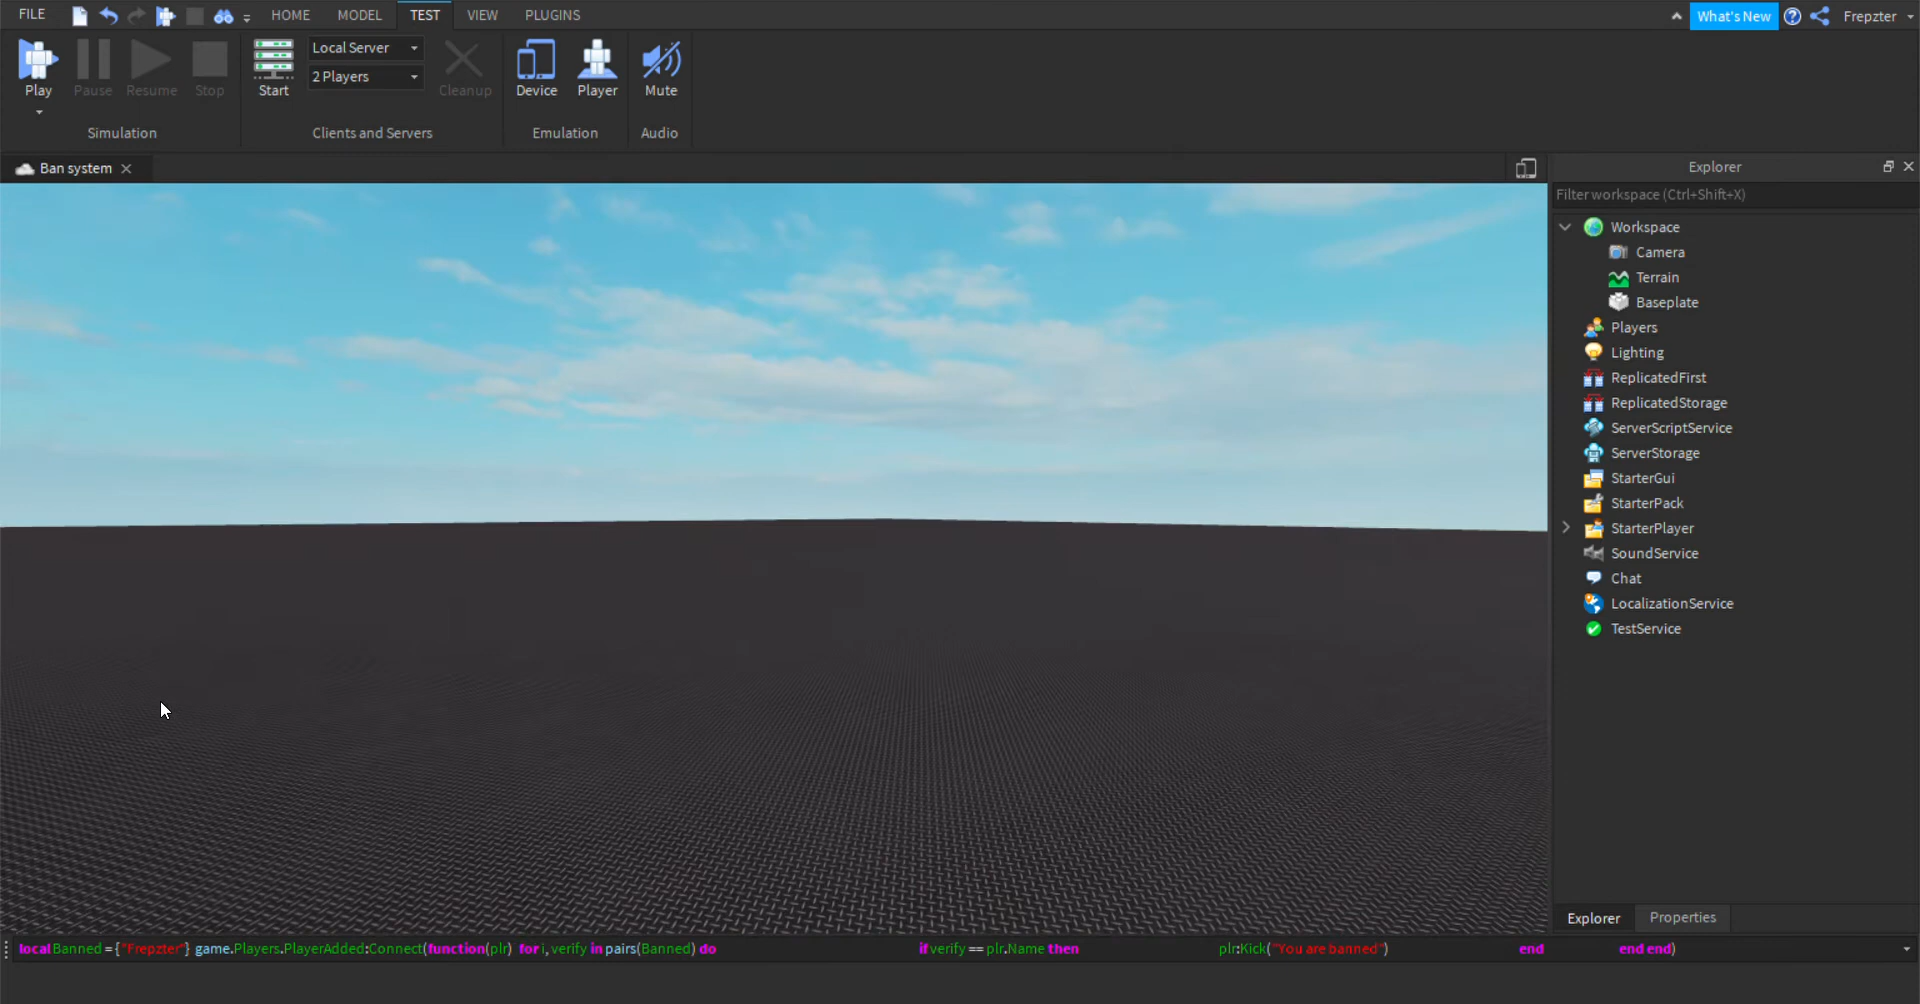 FILE HOME MODEL TEST VIEW PLUGINS What's New Frepzter
Play Pause Resume Stop
Simulation
Start Local Server
2 Players
Cleanup
Clients and Servers
Device Player
Emulation
Mute
Audio
Ban system
Explorer
Filter workspace (Ctrl+Shift+X)
Workspace
Camera
Terrain
Baseplate
Players
Lighting
ReplicatedFirst
ReplicatedStorage
ServerScriptService
ServerStorage
StarterGui
StarterPack
StarterPlayer
SoundService
Chat
LocalizationService
TestService
Explorer Properties
local Banned = {"Frepzter"} game.Players.PlayerAdded:Connect(function(plr) for i, verify in pairs(Banned) do if verify == plr.Name then plr:Kick("You are banned") end end end)